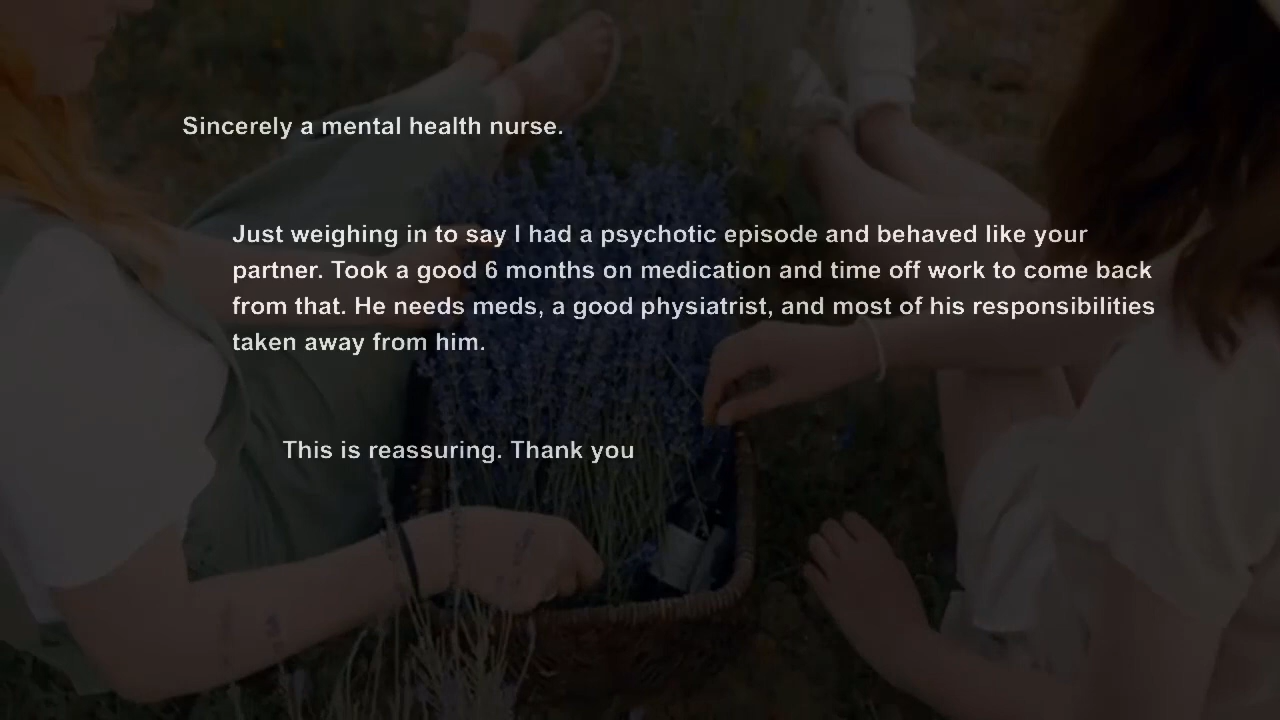 Sincerely a mental health nurse.
Just weighing in to say I had a psychotic episode and behaved like your
partner. Took a good 6 months on medication and time off work to come back
from that. He needs meds, a good physiatrist, and most of his responsibilities
taken away from him.
This is reassuring. Thank you